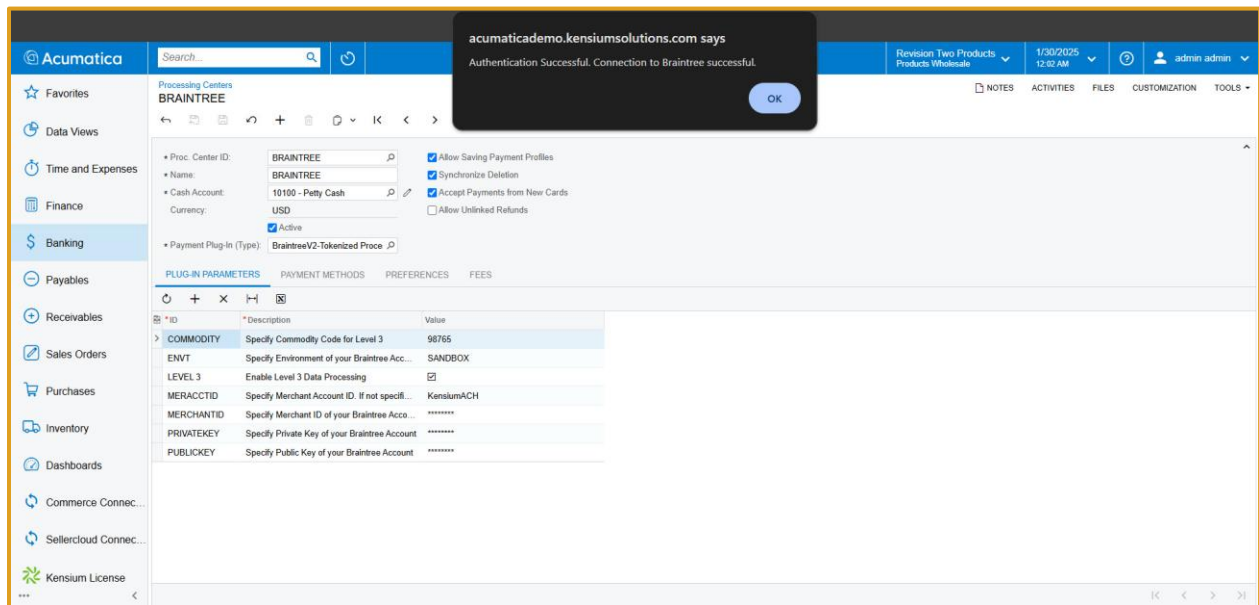 acumaticademo.kensiumsolutions.com says
Authentication Successful. Connection to Braintree successful.
OK
Acumatica
Search...
Revision Two Products
Products Wholesale
1/30/2025
12:02 AM
admin admin
Favorites
Data Views
Time and Expenses
Finance
Banking
Payables
Receivables
Sales Orders
Purchases
Inventory
Dashboards
Commerce Connec...
Sellercloud Connec...
Kensium License
Processing Centers
BRAINTREE
NOTES ACTIVITIES FILES CUSTOMIZATION TOOLS
* Proc. Center ID: BRAINTREE
* Name: BRAINTREE
* Cash Account: 10100 - Petty Cash
Currency: USD
Active
* Payment Plug-In (Type): BraintreeV2-Tokenized Proce
Allow Saving Payment Profiles
Synchronize Deletion
Accept Payments from New Cards
Allow Unlinked Refunds
PLUG-IN PARAMETERS PAYMENT METHODS PREFERENCES FEES
* ID * Description Value
COMMODITY Specify Commodity Code for Level 3 98765
ENVT Specify Environment of your Braintree Acc... SANDBOX
LEVEL 3 Enable Level 3 Data Processing
MERACCTID Specify Merchant Account ID. If not specifi... KensiumACH
MERCHANTID Specify Merchant ID of your Braintree Acco... ********
PRIVATEKEY Specify Private Key of your Braintree Account ********
PUBLICKEY Specify Public Key of your Braintree Account ********